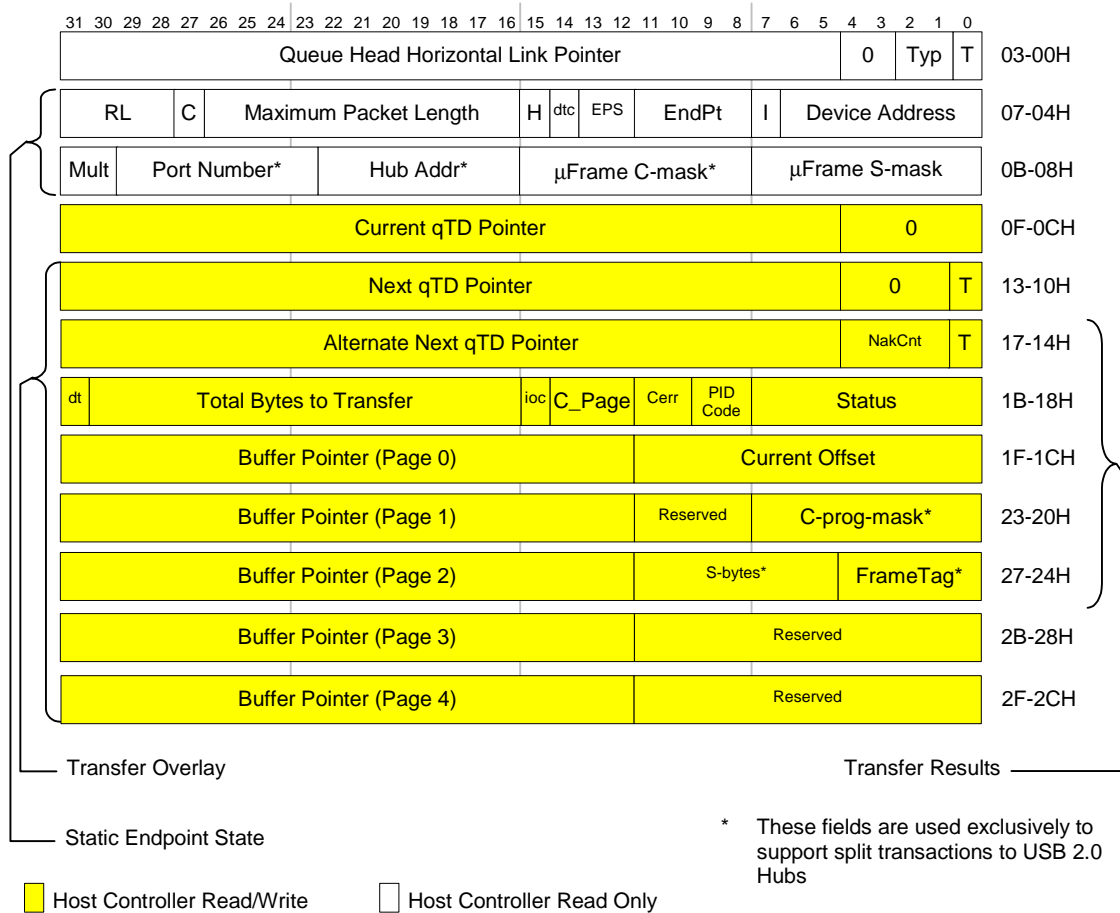 31 30 29 28 27 26 25 24 23 22 21 20 19 18 17 16 15 14 13 12 11 10 9 8 7 6 5 4 3 2 1 0
Queue Head Horizontal Link Pointer 0 Typ T 03-00H
RL C Maximum Packet Length H dtc EPS EndPt I Device Address 07-04H
Mult Port Number* Hub Addr* µFrame C-mask* µFrame S-mask 0B-08H
Current qTD Pointer 0 0F-0CH
Next qTD Pointer 0 T 13-10H
Alternate Next qTD Pointer NakCnt T 17-14H
dt Total Bytes to Transfer ioc C_Page Cerr PID Code Status 1B-18H
Buffer Pointer (Page 0) Current Offset 1F-1CH
Buffer Pointer (Page 1) Reserved C-prog-mask* 23-20H
Buffer Pointer (Page 2) S-bytes* FrameTag* 27-24H
Buffer Pointer (Page 3) Reserved 2B-28H
Buffer Pointer (Page 4) Reserved 2F-2CH
Transfer Overlay Transfer Results
Static Endpoint State
* These fields are used exclusively to
support split transactions to USB 2.0
Hubs
Host Controller Read/Write Host Controller Read Only